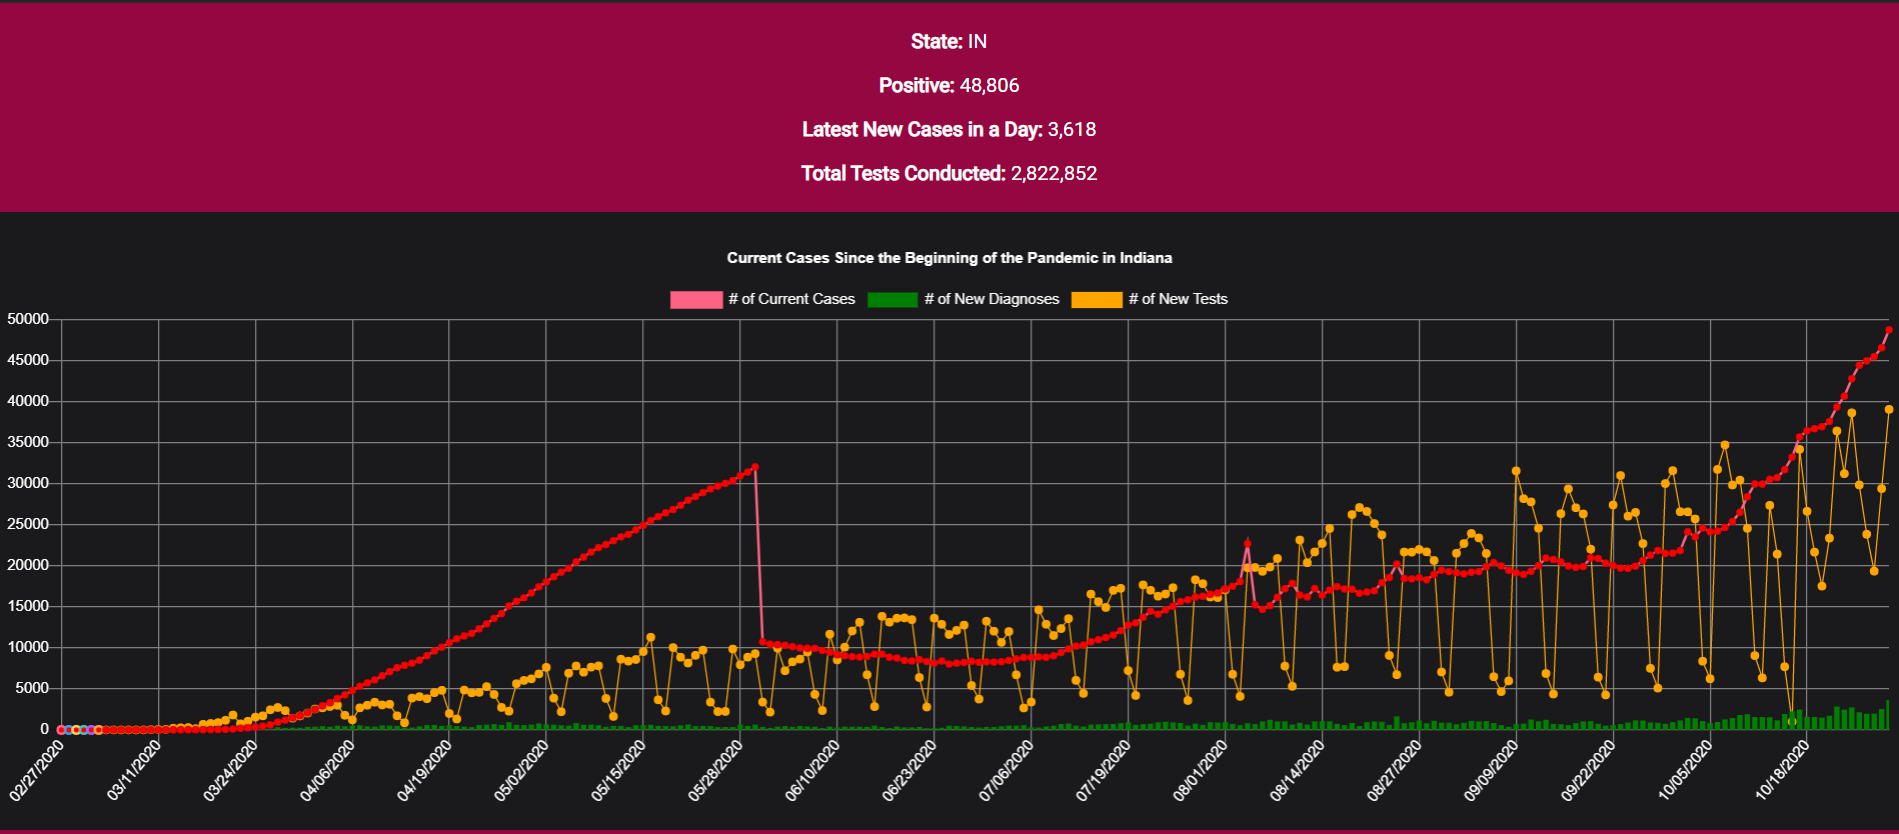 State: IN
Positive: 48,806
Latest New Cases in a Day: 3,618
Total Tests Conducted: 2,822,852
Current Cases Since the Beginning of the Pandemic in Indiana
# of Current Cases # of New Diagnoses # of New Tests
50000
45000
40000
35000
30000
25000
20000
15000
10000
5000
0
02/27/2020 03/11/2020 03/24/2020 04/06/2020 04/19/2020 05/02/2020 05/15/2020 05/28/2020 06/10/2020 06/23/2020 07/06/2020 07/19/2020 08/01/2020 08/14/2020 08/27/2020 09/09/2020 09/22/2020 10/05/2020 10/18/2020